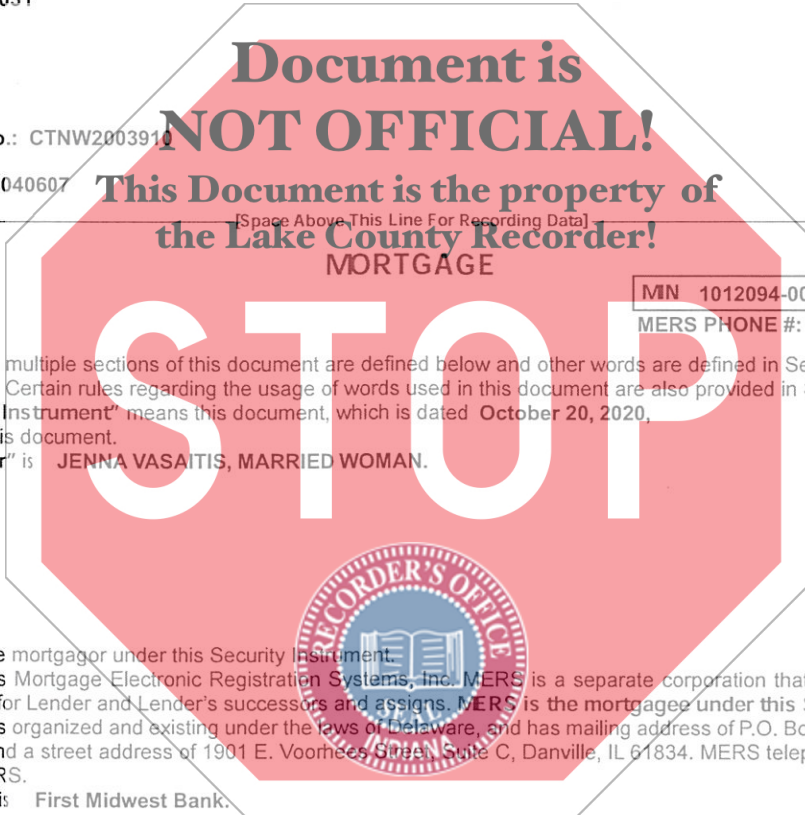 Document is
o.: CTNW2003910
NOT OFFICIAL!
040607
This Document is the property of
[Space Above This Line For Recording Data]
the Lake County Recorder!
MORTGAGE
MIN 1012094-00
MERS PHONE #:
STOP
multiple sections of this document are defined below and other words are defined in Se
Certain rules regarding the usage of words used in this document are also provided in
Instrument" means this document, which is dated October 20, 2020,
is document.
r" is JENNA VASAITIS, MARRIED WOMAN.
RECORDER'S OFFICE
SEAL
e mortgagor under this Security Instrument.
s Mortgage Electronic Registration Systems, Inc. MERS is a separate corporation that
for Lender and Lender's successors and assigns. MERS is the mortgagee under this
s organized and existing under the laws of Delaware, and has mailing address of P.O. Bo
nd a street address of 1901 E. Voorhees Street, Suite C, Danville, IL 61834. MERS telep
RS.
is First Midwest Bank.